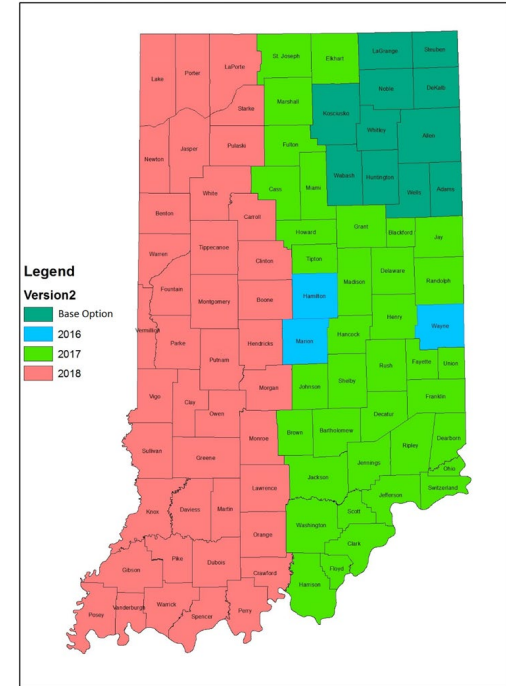 St. Joseph
Elkhart
LaGrange
Steuben
Lake
Porter
LaPorte
Noble
DeKalb
Marshall
Kosciusko
Starke
Whitley
Allen
Newton
Jasper
Pulaski
Fulton
Wabash
Huntington
Wells
Adams
White
Cass
Miami
Benton
Carroll
Howard
Grant
Blackford
Jay
Warren
Tippecanoe
Clinton
Tipton
Madison
Delaware
Randolph
Fountain
Montgomery
Boone
Hamilton
Henry
Wayne
Vermillion
Parke
Putnam
Hendricks
Marion
Hancock
Rush
Fayette
Union
Vigo
Clay
Owen
Morgan
Johnson
Shelby
Franklin
Sullivan
Greene
Monroe
Brown
Bartholomew
Decatur
Ripley
Dearborn
Ohio
Jennings
Jackson
Jefferson
Switzerland
Knox
Daviess
Martin
Lawrence
Washington
Scott
Clark
Orange
Gibson
Pike
Dubois
Crawford
Floyd
Harrison
Posey
Vanderburgh
Warrick
Spencer
Perry
Legend
Version2
Base Option
2016
2017
2018